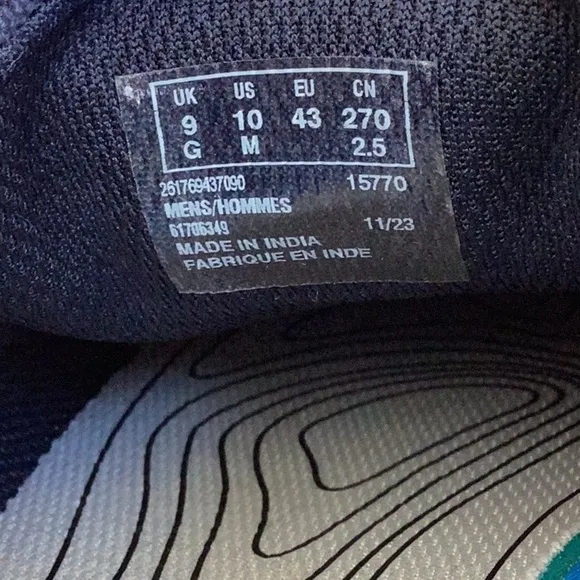 UK US EU CN
9 10 43 270
G M 2.5
261769437090 15770
MENS/HOMMES
61706349 11/23
MADE IN INDIA
FABRIQUE EN INDE